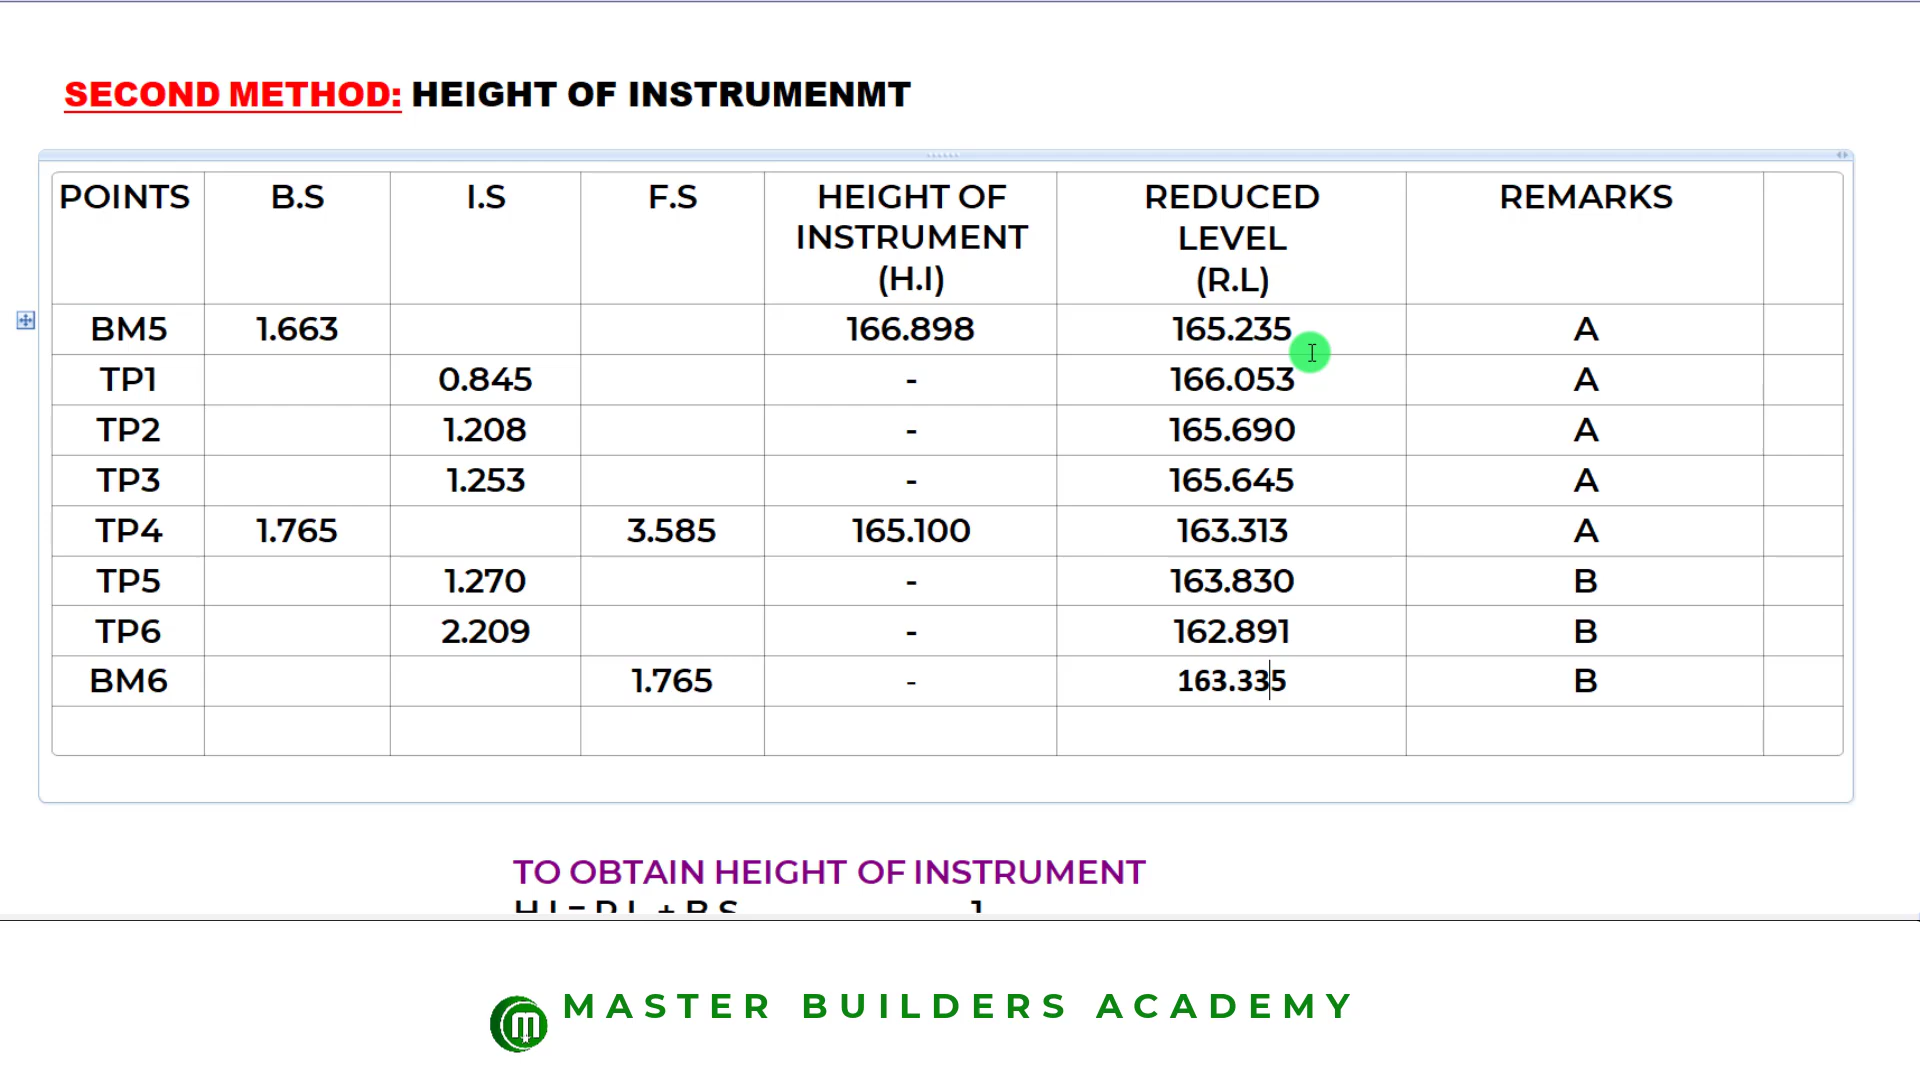 SECOND METHOD: HEIGHT OF INSTRUMENMT
POINTS B.S I.S F.S HEIGHT OF INSTRUMENT (H.I) REDUCED LEVEL (R.L) REMARKS
BM5 1.663 166.898 165.235 A
TP1 0.845 - 166.053 A
TP2 1.208 - 165.690 A
TP3 1.253 - 165.645 A
TP4 1.765 3.585 165.100 163.313 A
TP5 1.270 - 163.830 B
TP6 2.209 - 162.891 B
BM6 1.765 - 163.335 B
TO OBTAIN HEIGHT OF INSTRUMENT
MASTER BUILDERS ACADEMY